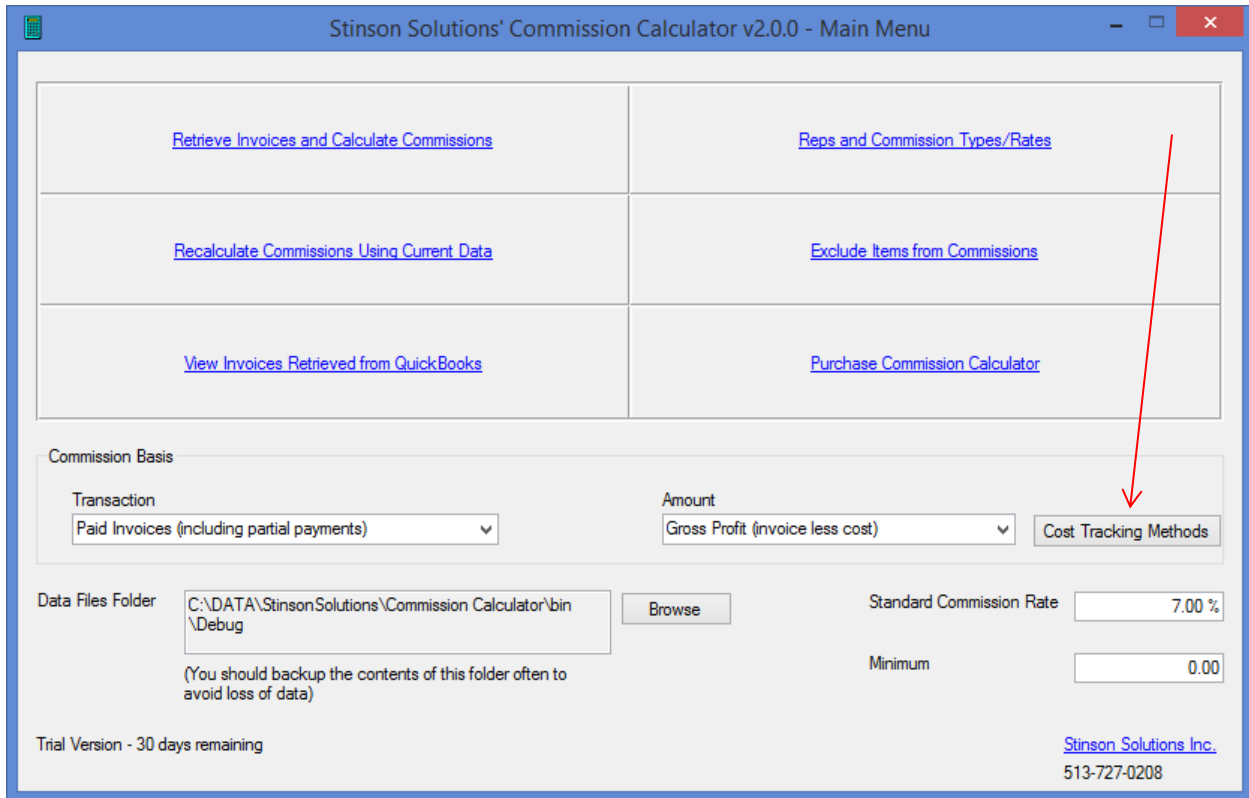 Stinson Solutions' Commission Calculator v2.0.0 - Main Menu
Retrieve Invoices and Calculate Commissions
Reps and Commission Types/Rates
Recalculate Commissions Using Current Data
Exclude Items from Commissions
View Invoices Retrieved from QuickBooks
Purchase Commission Calculator
Commission Basis
Transaction
Amount
Paid Invoices (including partial payments)
Gross Profit (invoice less cost)
Cost Tracking Methods
Data Files Folder
C:\DATA\StinsonSolutions\Commission Calculator\bin
\Debug
Browse
Standard Commission Rate
7.00 %
(You should backup the contents of this folder often to
avoid loss of data)
Minimum
0.00
Trial Version - 30 days remaining
Stinson Solutions Inc.
513-727-0208